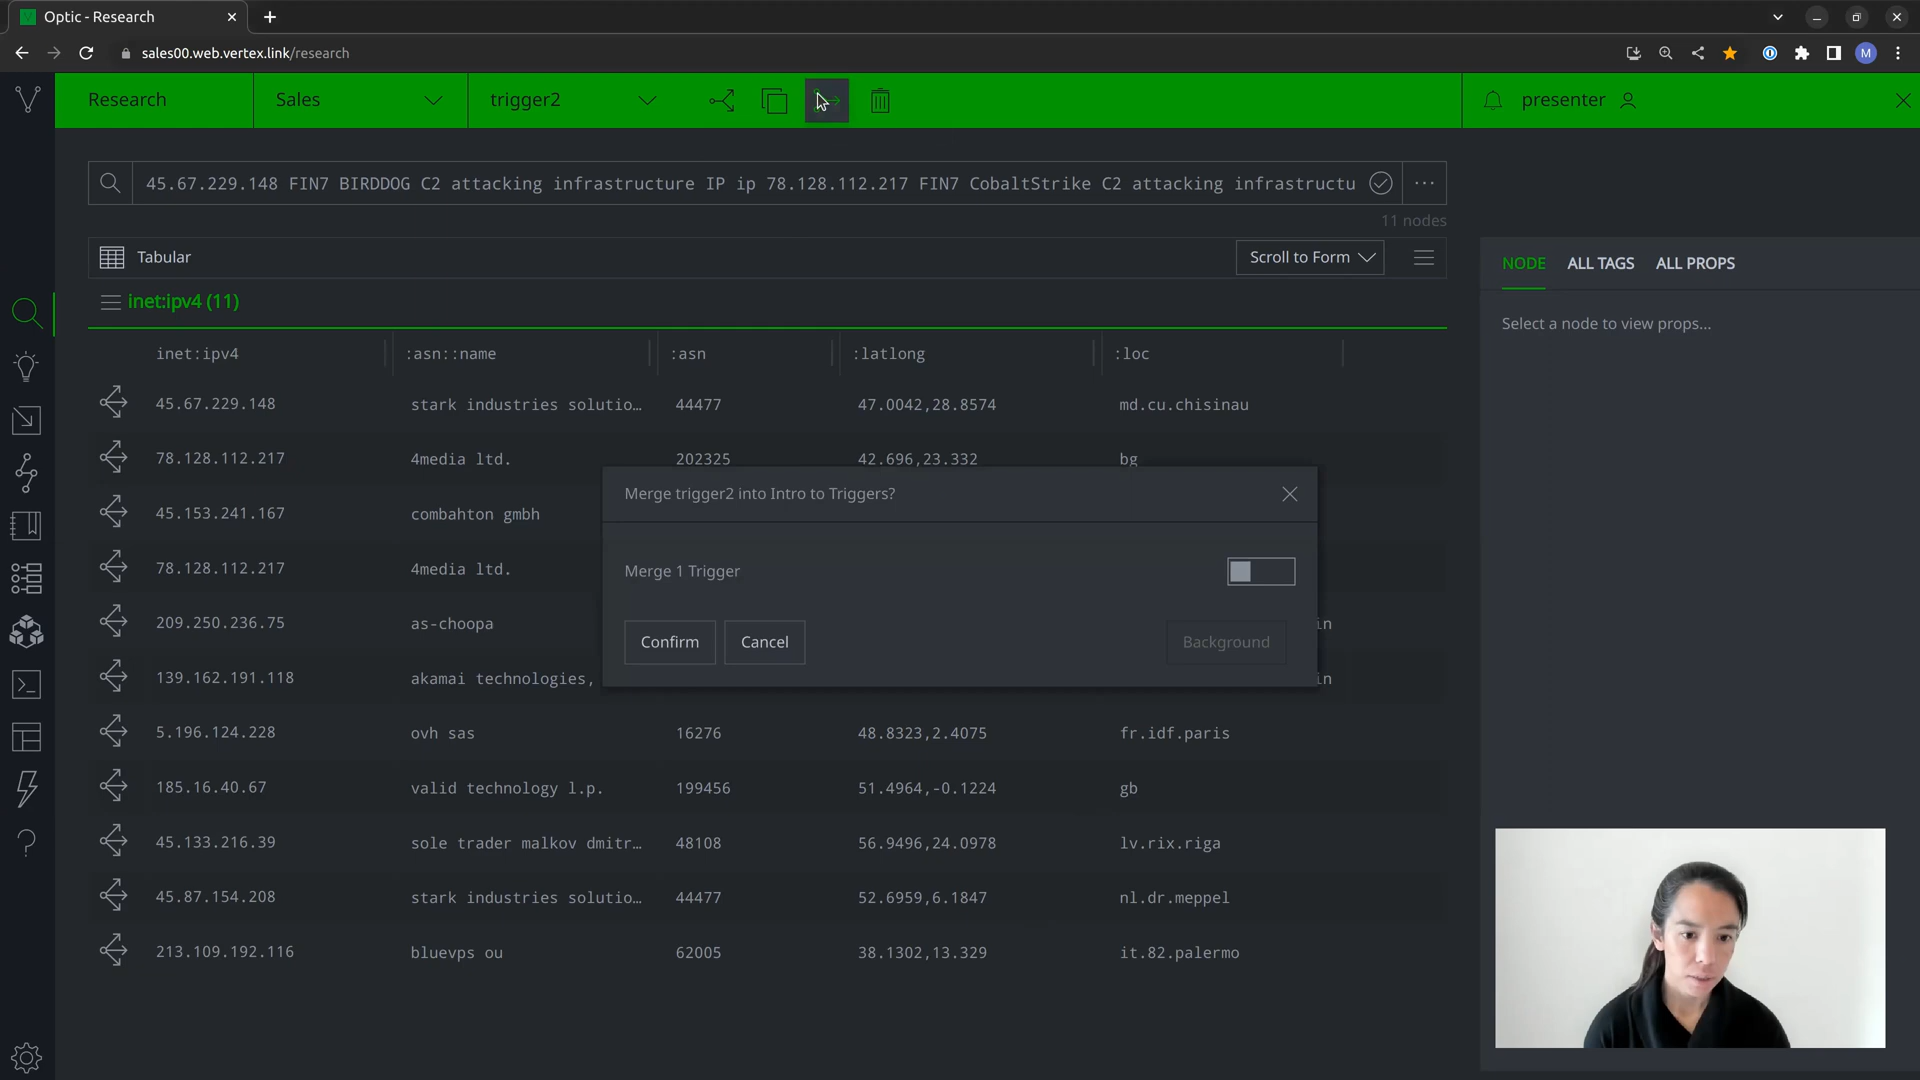 Optic - Research
sales00.web.vertex.link/research
M
Research
Sales
trigger2
presenter
45.67.229.148 FIN7 BIRDDOG C2 attacking infrastructure IP ip 78.128.112.217 FIN7 CobaltStrike C2 attacking infrastructu
11 nodes
Tabular
Scroll to Form
NODE ALL TAGS ALL PROPS
inet:ipv4 (11)
Select a node to view props...
inet:ipv4 :asn::name :asn :latlong :loc
45.67.229.148 stark industries solutio… 44477 47.0042,28.8574 md.cu.chisinau
78.128.112.217 4media ltd. 202325 42.696,23.332 bg
Merge trigger2 into Intro to Triggers?
45.153.241.167 combahton gmbh
78.128.112.217 4media ltd.
Merge 1 Trigger
209.250.236.75 as-choopa in
Confirm Cancel Background
139.162.191.118 akamai technologies, in
5.196.124.228 ovh sas 16276 48.8323,2.4075 fr.idf.paris
185.16.40.67 valid technology l.p. 199456 51.4964,-0.1224 gb
45.133.216.39 sole trader malkov dmitr… 48108 56.9496,24.0978 lv.rix.riga
45.87.154.208 stark industries solutio… 44477 52.6959,6.1847 nl.dr.meppel
213.109.192.116 bluevps ou 62005 38.1302,13.329 it.82.palermo